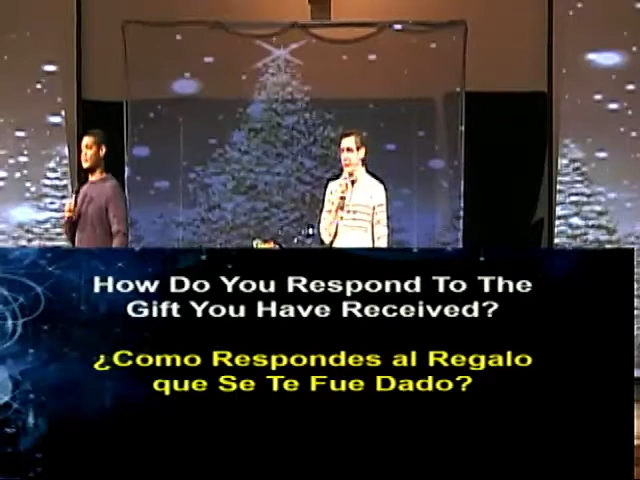 How Do You Respond To The
Gift You Have Received?
¿Como Respondes al Regalo
que Se Te Fue Dado?